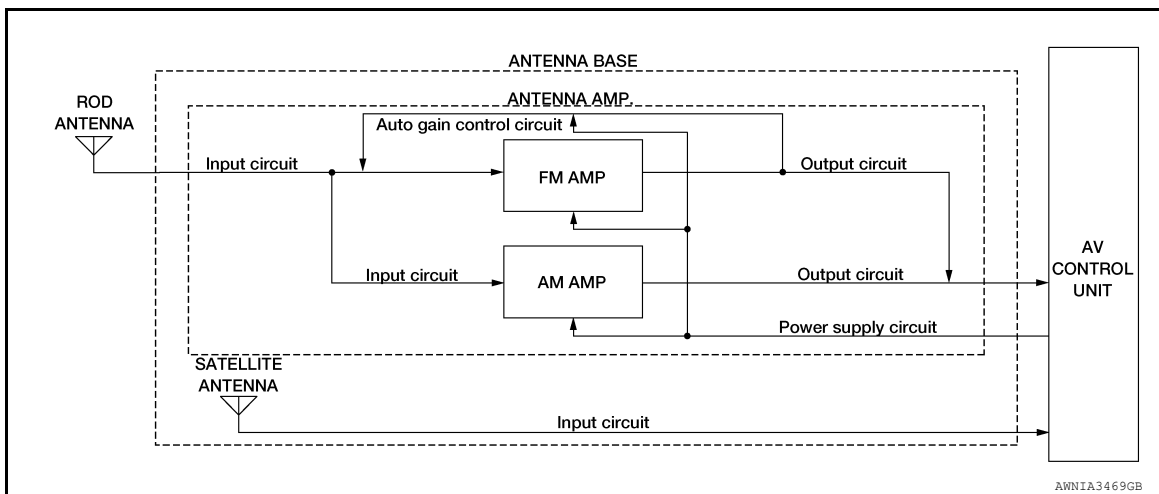 ANTENNA BASE
ROD
ANTENNA
ANTENNA AMP.
Auto gain control circuit
Input circuit
FM AMP
Output circuit
Input circuit
AM AMP
Output circuit
AV
CONTROL
UNIT
Power supply circuit
SATELLITE
ANTENNA
Input circuit
AWNIA3469GB